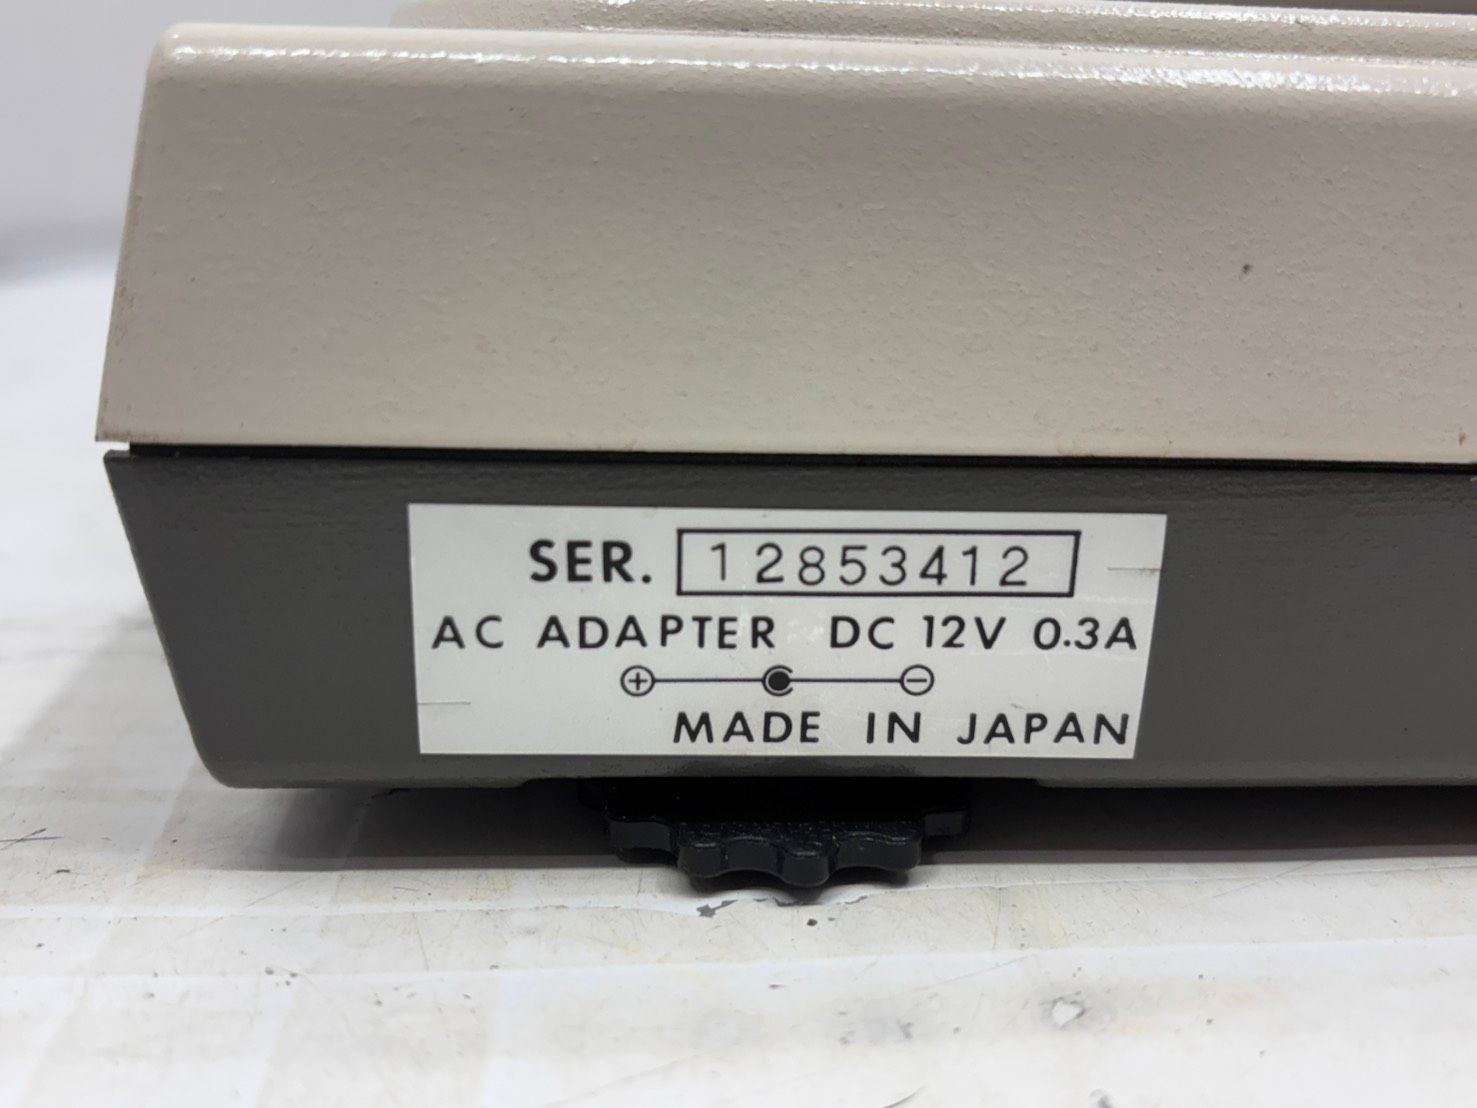 SER. 12853412
AC ADAPTER DC 12V 0.3A
MADE IN JAPAN